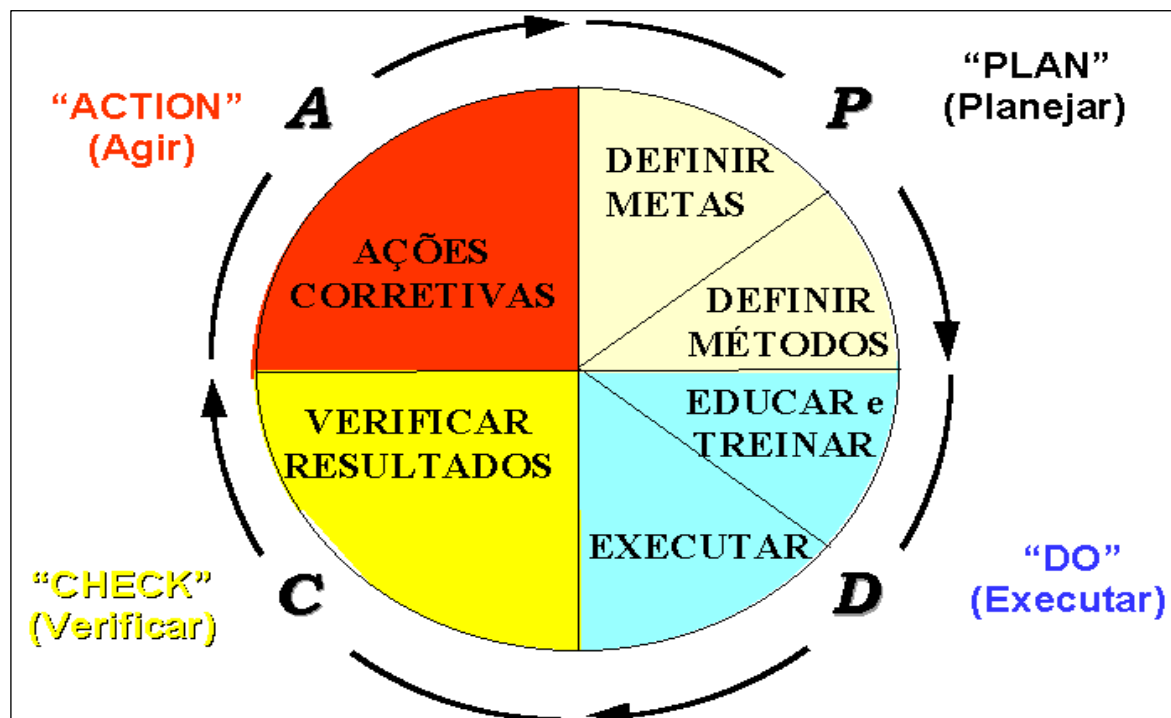 “ACTION”
(Agir)
A
P
“PLAN”
(Planejar)
DEFINIR
METAS
AÇÕES
CORRETIVAS
DEFINIR
MÉTODOS
VERIFICAR
RESULTADOS
EDUCAR e
TREINAR
EXECUTAR
“CHECK”
(Verificar)
C
D
“DO”
(Executar)